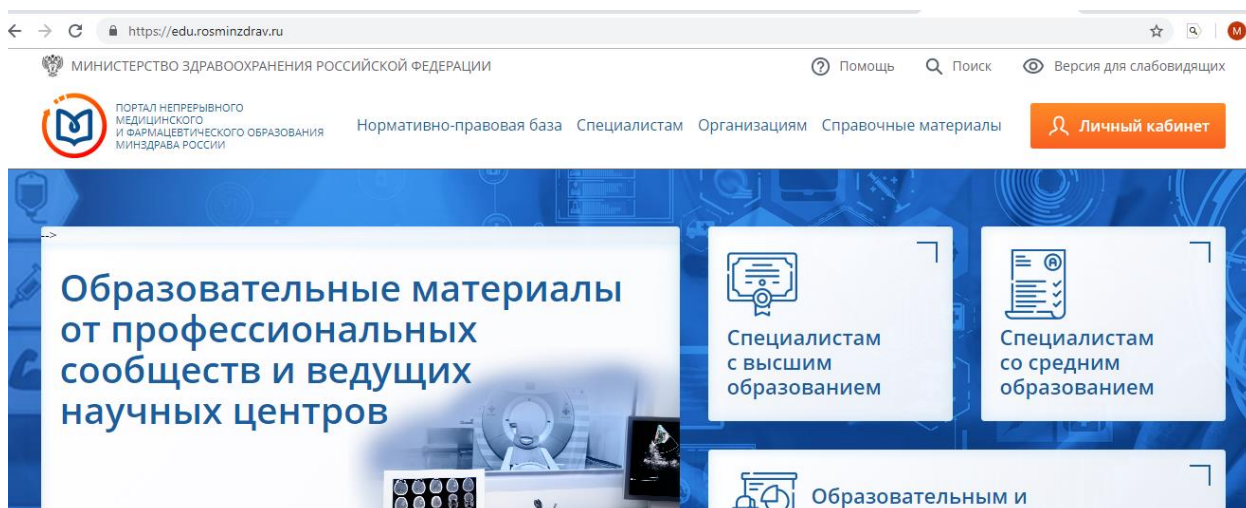 https://edu.rosminzdrav.ru
М
МИНИСТЕРСТВО ЗДРАВООХРАНЕНИЯ РОССИЙСКОЙ ФЕДЕРАЦИИ
Помощь
Поиск
Версия для слабовидящих
ПОРТАЛ НЕПРЕРЫВНОГО
МЕДИЦИНСКОГО
И ФАРМАЦЕВТИЧЕСКОГО ОБРАЗОВАНИЯ
МИНЗДРАВА РОССИИ
Нормативно-правовая база
Специалистам
Организациям
Справочные материалы
Личный кабинет
-->
Образовательные материалы
от профессиональных
сообществ и ведущих
научных центров
Специалистам
с высшим
образованием
Специалистам
со средним
образованием
Образовательным и